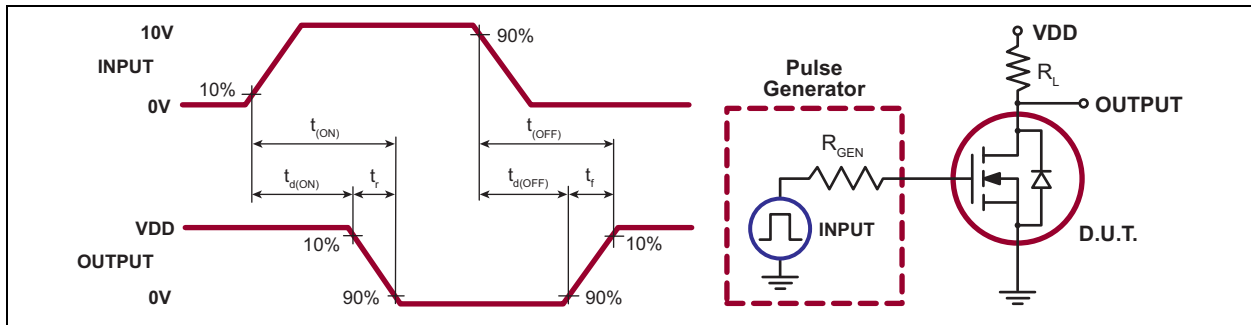 10V
INPUT
0V
10%
90%
t(ON)
t(OFF)
td(ON)
tr
td(OFF)
tf
VDD
OUTPUT
0V
10%
90%
90%
10%
Pulse
Generator
RGEN
INPUT
VDD
RL
OUTPUT
D.U.T.